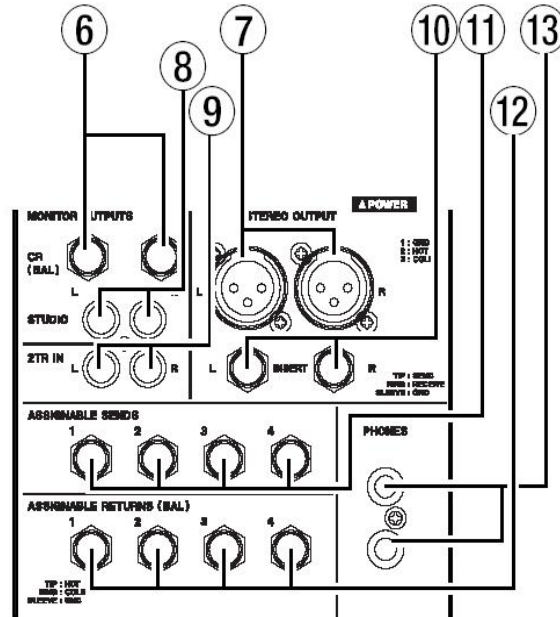 6 7 10 11 13
8
9 12
POWER
MONITOR UTPUTS TEREO OUTPUT
1 : GND
2 : HOT
3 : COLD
CR
(BAL)
L L R
STUDIO
2TR IN
L R L INSERT R
TIP : SEND
RING : RECEIVE
SLEEVE : GND
ASSIGNABLE SENDS
1 2 3 4 PHONES
ASSIGNABLE RETURNS (BAL)
1 2 3 4
TIP : HOT
RING : COLD
SLEEVE : GND